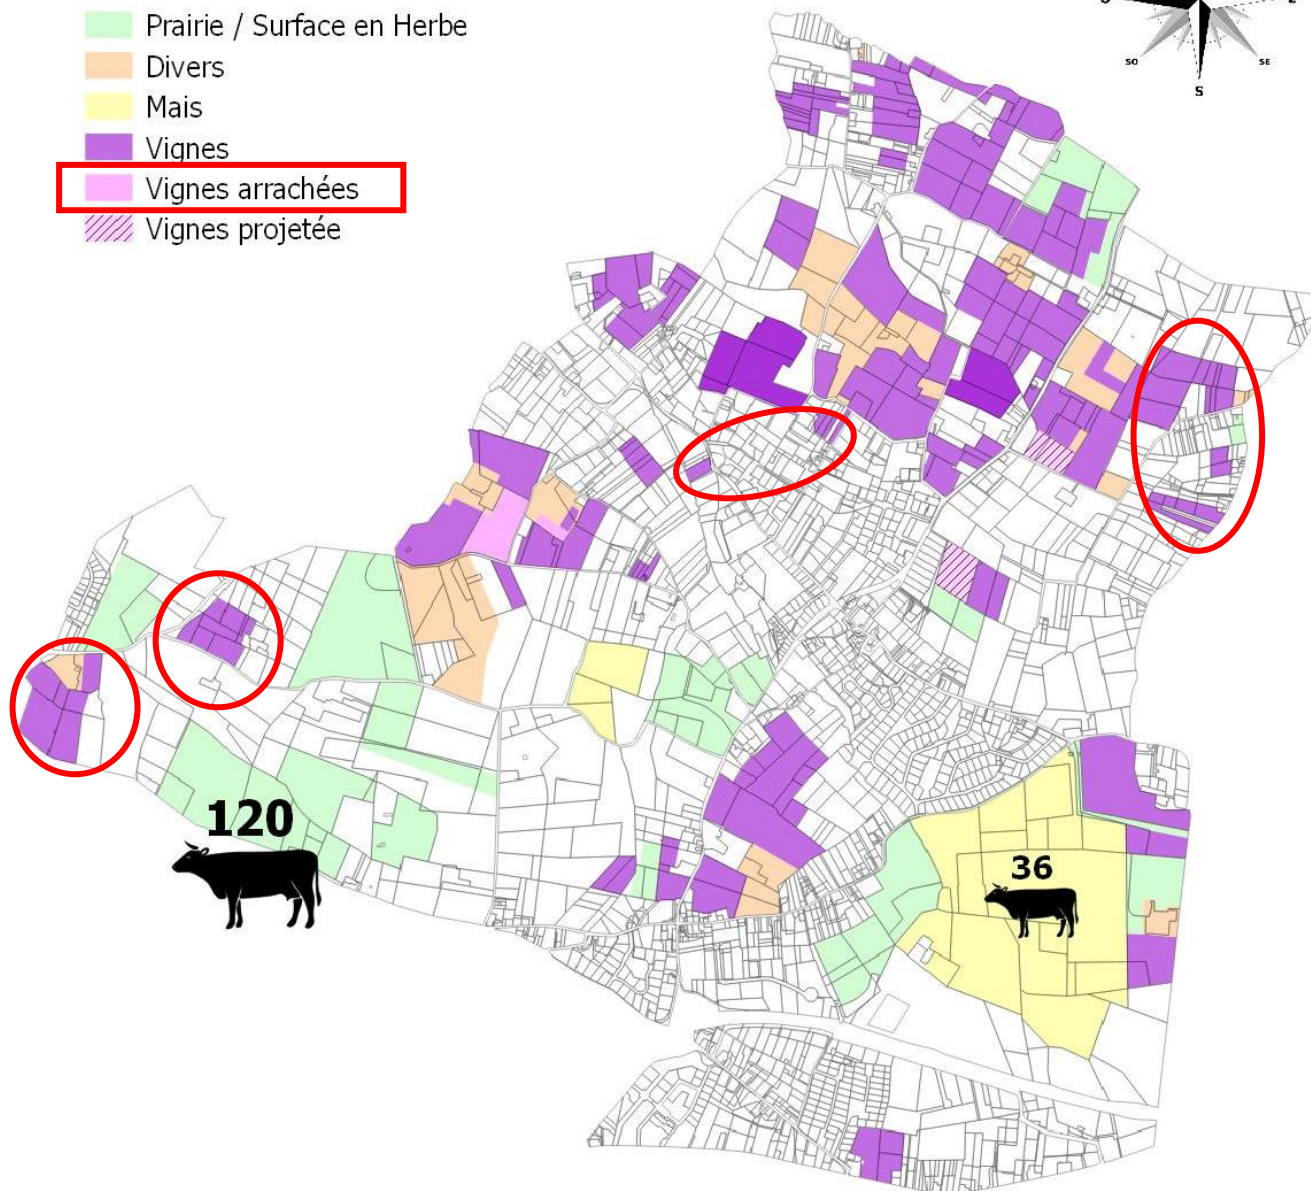 Prairie / Surface en Herbe
Divers
Mais
Vignes
Vignes arrachées
Vignes projetée
SO
SE
S
120
36